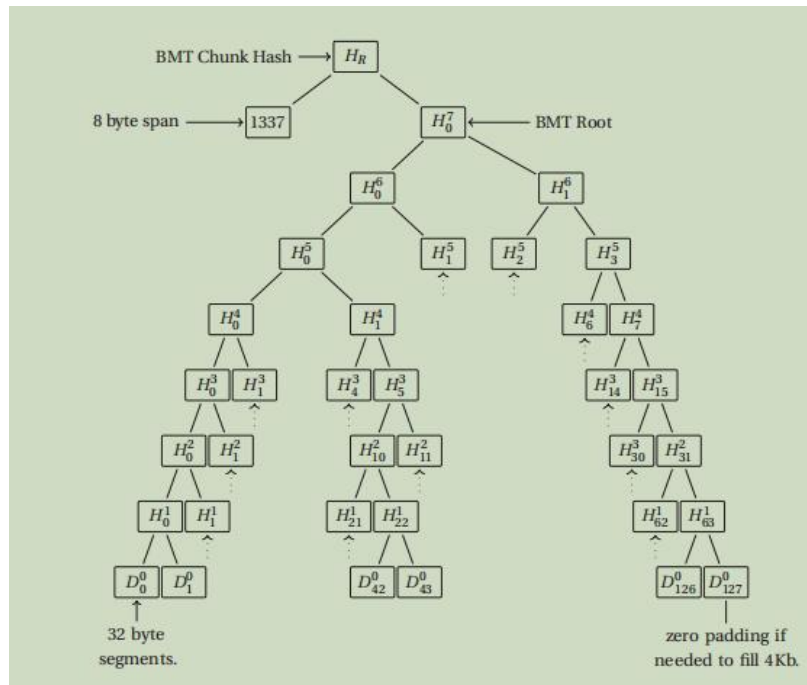 BMT Chunk Hash H_R
8 byte span 1337 H_0^7 BMT Root
H_0^6 H_1^6
H_0^5 H_1^5 H_2^5 H_3^5
H_0^4 H_1^4 H_6^4 H_7^4
H_0^3 H_1^3 H_4^3 H_5^3 H_14^3 H_15^3
H_0^2 H_1^2 H_10^2 H_11^2 H_30^3 H_31^2
H_0^1 H_1^1 H_21^1 H_22^1 H_62^1 H_63^1
D_0^0 D_1^0 D_42^0 D_43^0 D_126^0 D_127^0
32 byte
segments.
zero padding if
needed to fill 4Kb.